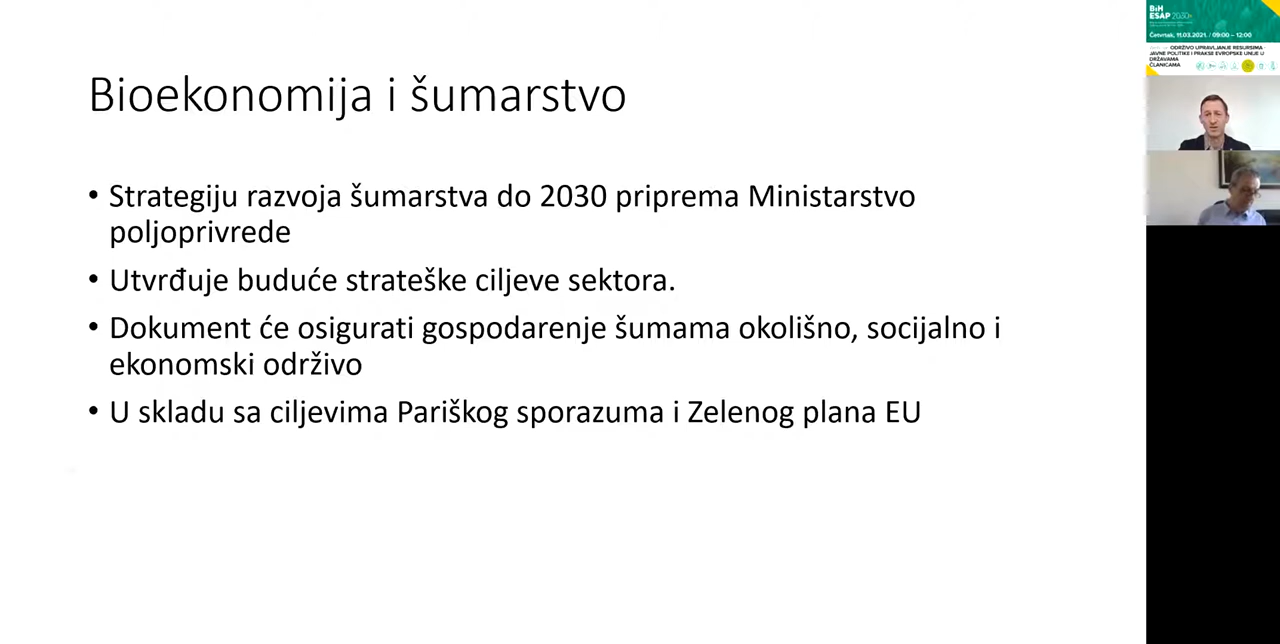 Bioekonomija i šumarstvo
• Strategiju razvoja šumarstva do 2030 priprema Ministarstvo
poljoprivrede
• Utvrđuje buduće strateške ciljeve sektora.
• Dokument će osigurati gospodarenje šumama okolišno, socijalno i
ekonomski održivo
• U skladu sa ciljevima Pariškog sporazuma i Zelenog plana EU
BiH
ESAP 2030+
Četvrtak, 11.03.2021. / 09:00 – 12:00
ODRŽIVO UPRAVLJANJE RESURSIMA -
JAVNE POLITIKE I PRAKSE EVROPSKE UNIJE U
DRŽAVAMA
ČLANICAMA